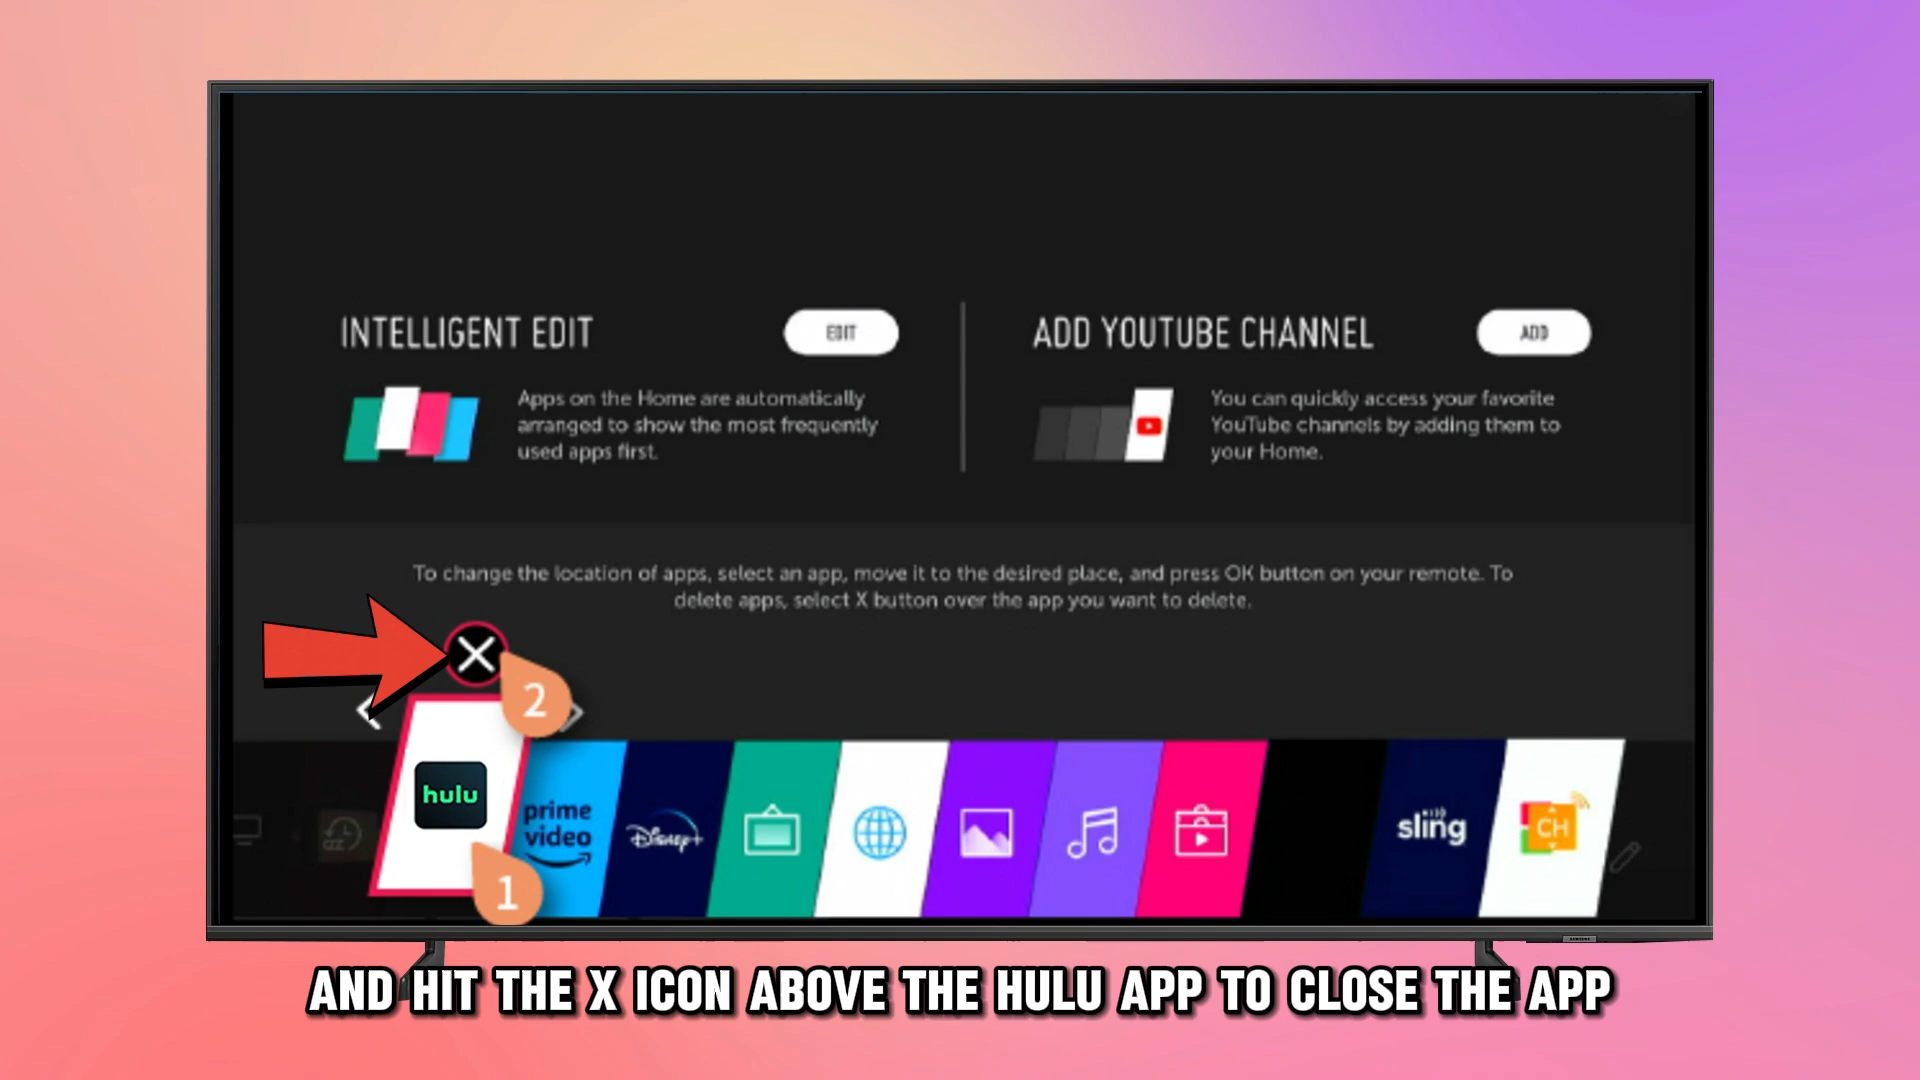 INTELLIGENT EDIT
EDIT
Apps on the Home are automatically
arranged to show the most frequently
used apps first.
ADD YOUTUBE CHANNEL
ADD
You can quickly access your favorite
YouTube channels by adding them to
your Home.
To change the location of apps, select an app, move it to the desired place, and press OK button on your remote. To
delete apps, select X button over the app you want to delete.
2
hulu
prime
video
Disney+
sling
CH
1
SAMSUNG
AND HIT THE X ICON ABOVE THE HULU APP TO CLOSE THE APP